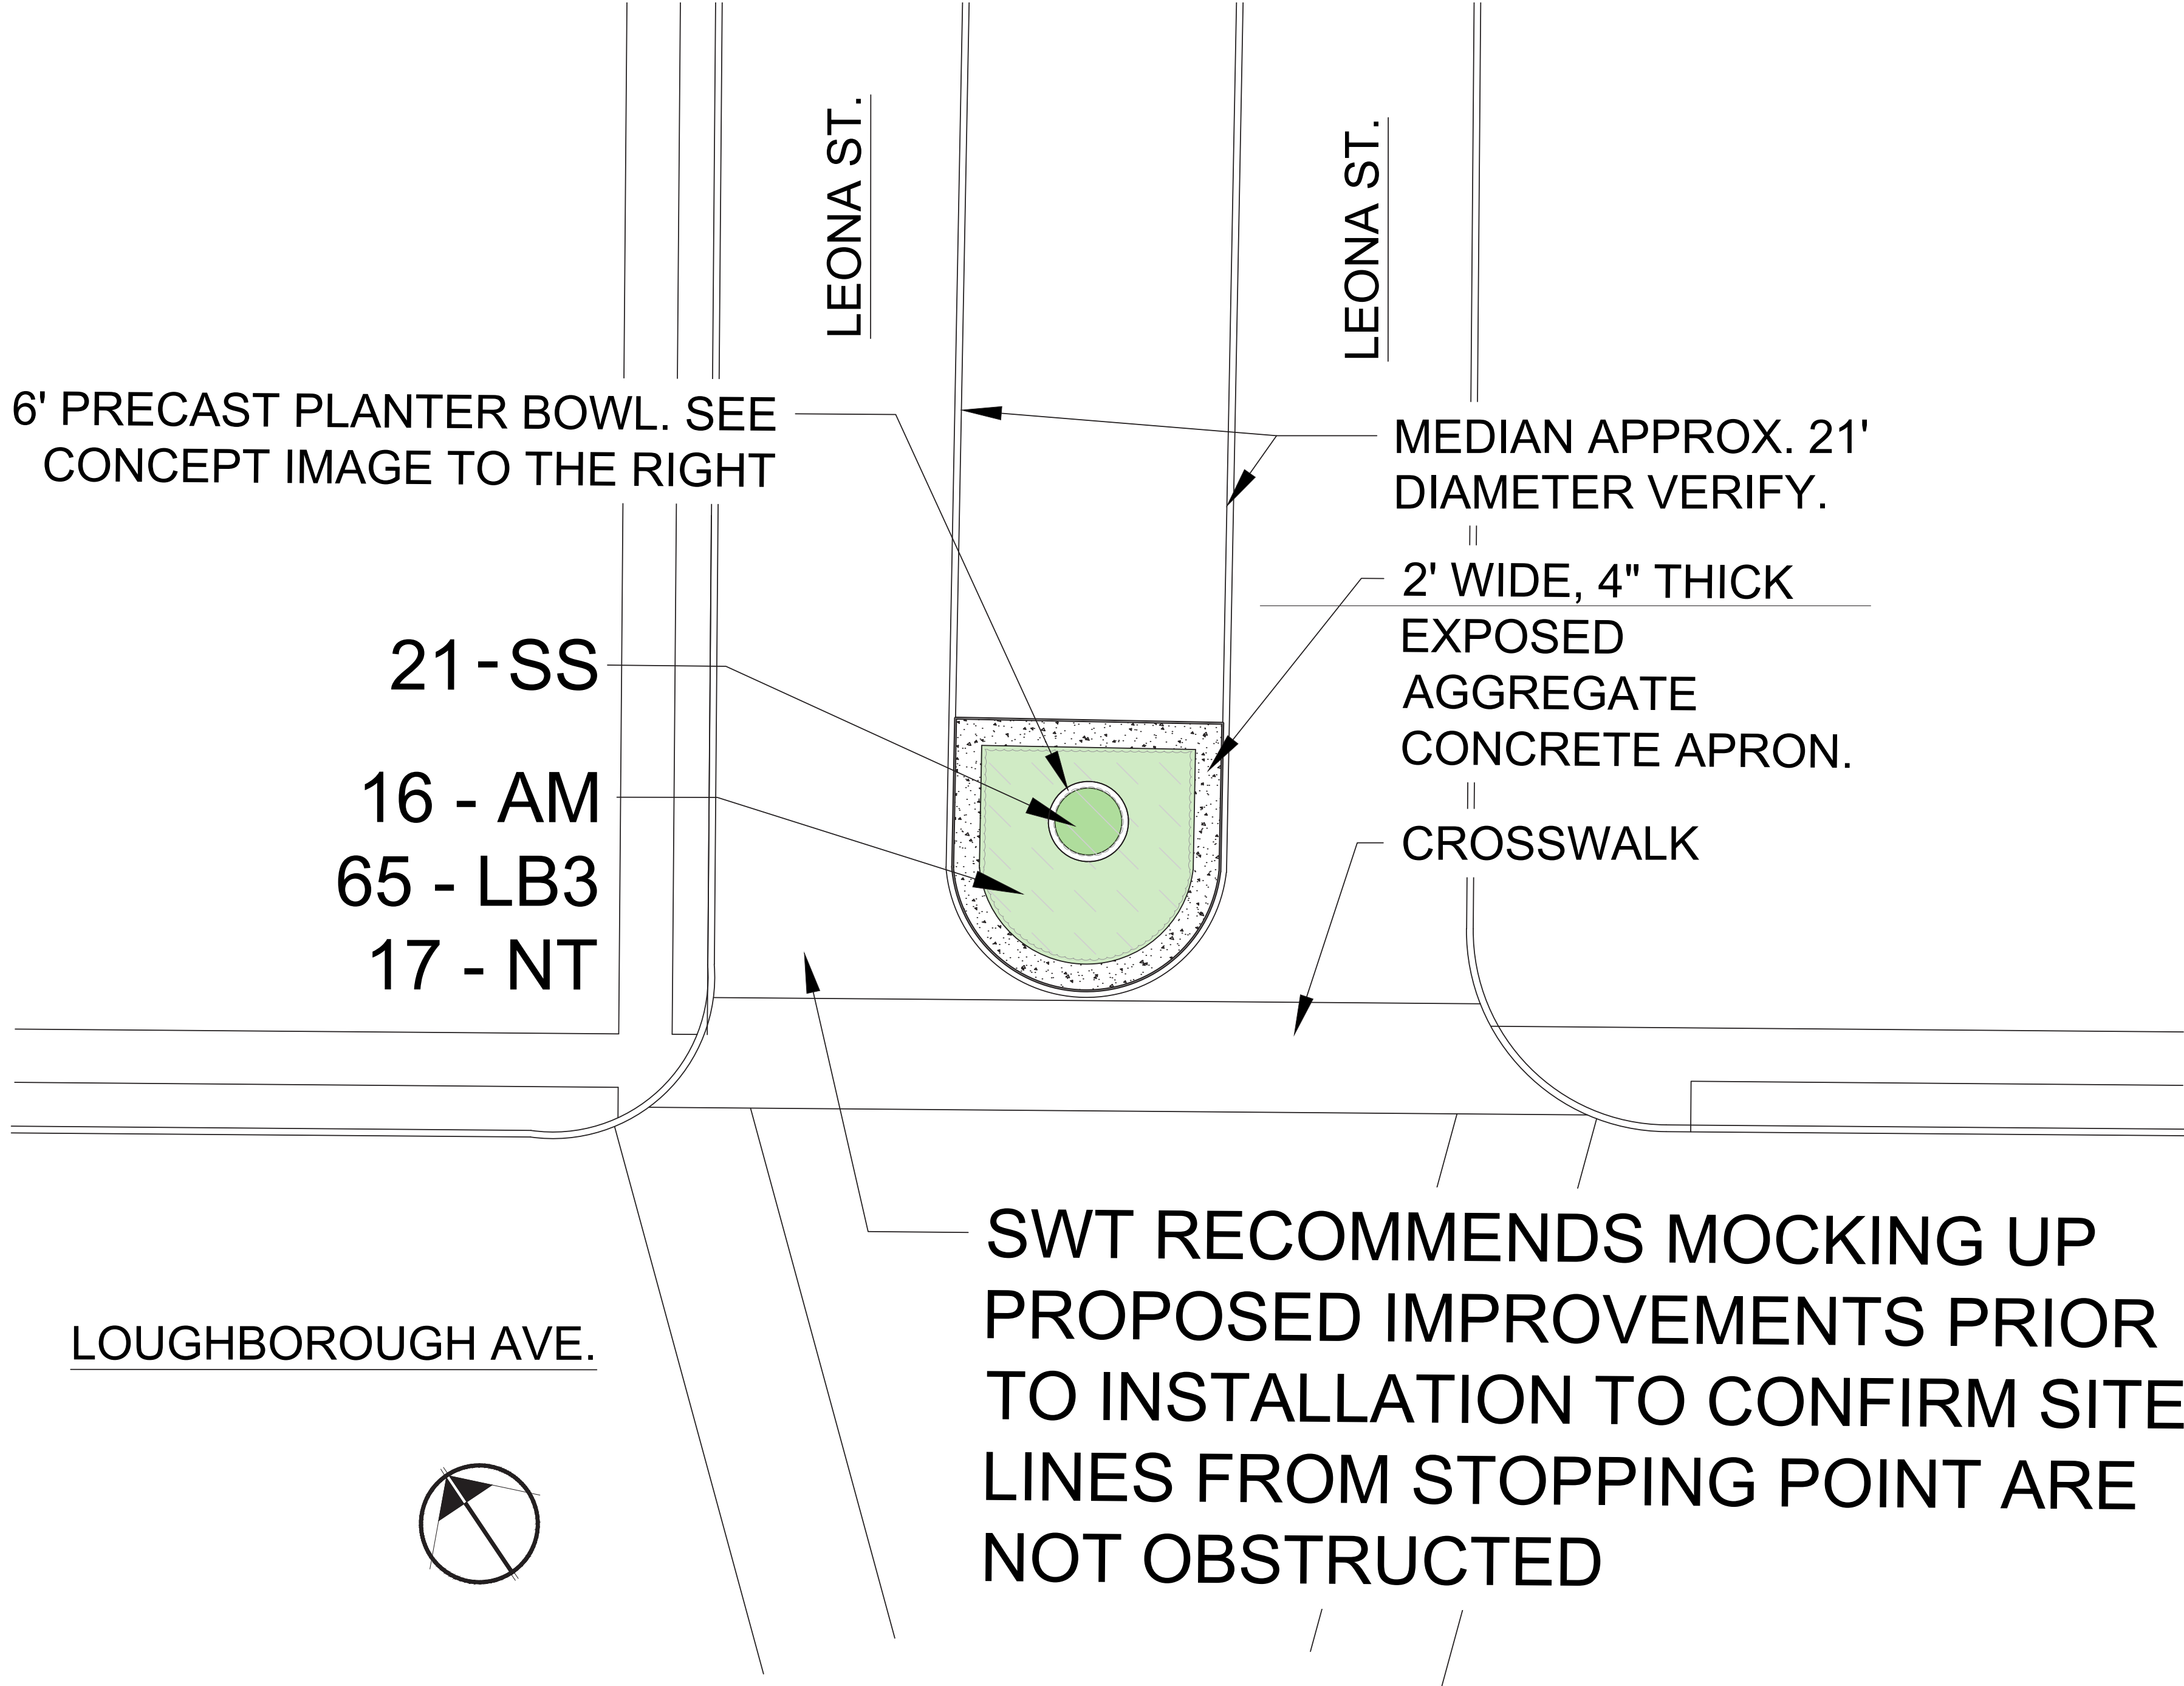 LEONA ST.
LEONA ST.
6' PRECAST PLANTER BOWL. SEE
CONCEPT IMAGE TO THE RIGHT
MEDIAN APPROX. 21'
DIAMETER VERIFY.
2' WIDE, 4" THICK
EXPOSED
AGGREGATE
CONCRETE APRON.
21-SS
16 - AM
65 - LB3
17 - NT
CROSSWALK
SWT RECOMMENDS MOCKING UP
PROPOSED IMPROVEMENTS PRIOR
TO INSTALLATION TO CONFIRM SITE
LINES FROM STOPPING POINT ARE
NOT OBSTRUCTED
LOUGHBOROUGH AVE.